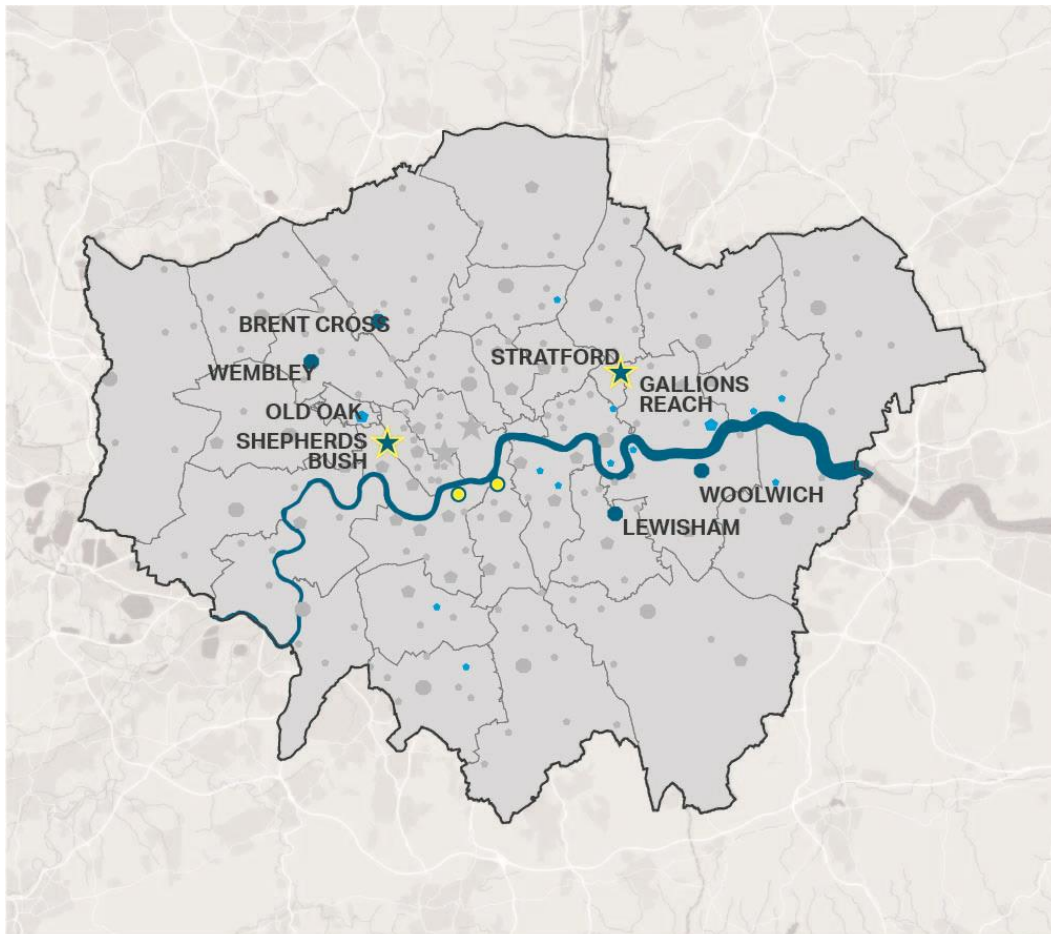 BRENT CROSS
WEMBLEY
STRATFORD
GALLIONS
REACH
OLD OAK
SHEPHERDS
BUSH
WOOLWICH
LEWISHAM